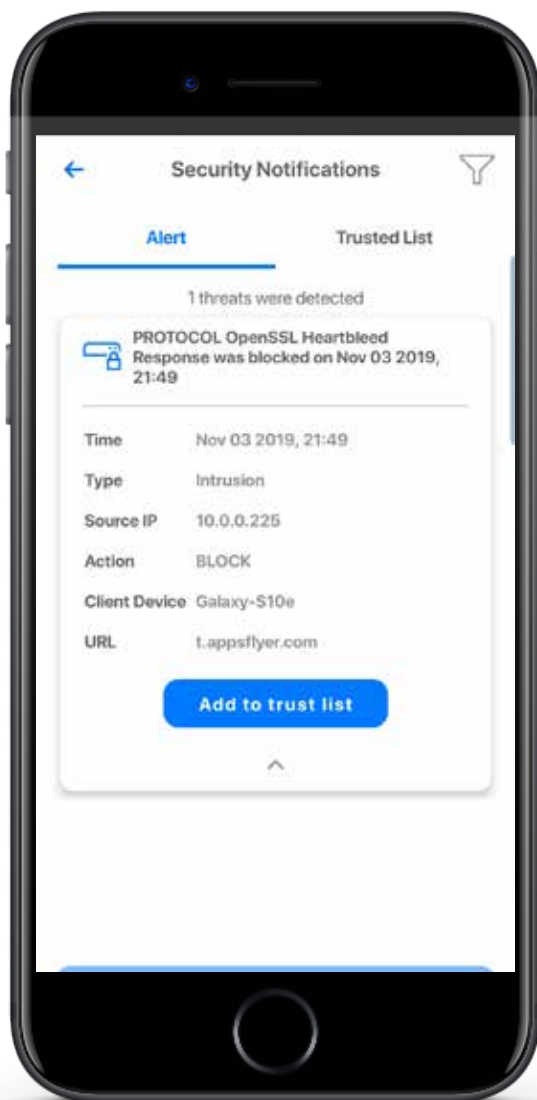 Security Notifications
Alert Trusted List
1 threats were detected
PROTOCOL OpenSSL Heartbleed
Response was blocked on Nov 03 2019,
21:49
Time Nov 03 2019, 21:49
Type Intrusion
Source IP 10.0.0.225
Action BLOCK
Client Device Galaxy-S10e
URL t.appsflyer.com
Add to trust list